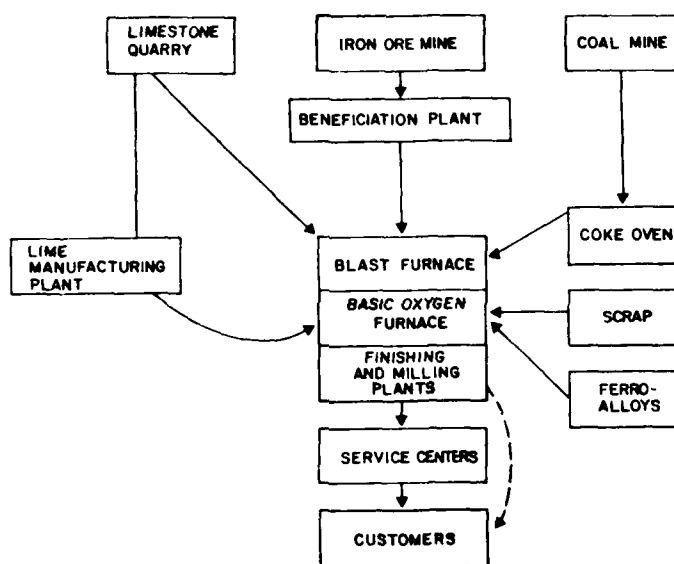 LIMESTONE
QUARRY
IRON ORE MINE
COAL MINE
BENEFICIATION PLANT
LIME
MANUFACTURING
PLANT
BLAST FURNACE
COKE OVEN
BASIC OXYGEN
FURNACE
SCRAP
FINISHING
AND MILLING
PLANTS
FERRO-
ALLOYS
SERVICE CENTERS
CUSTOMERS